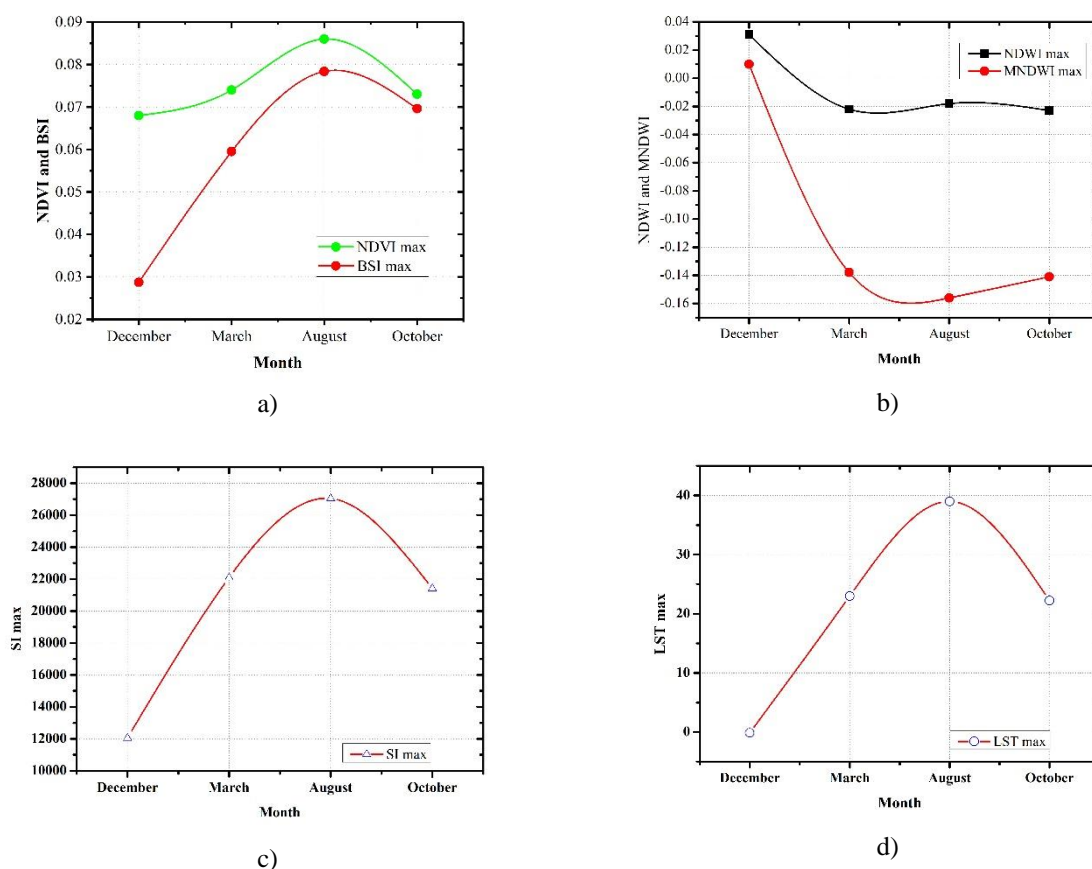 0.09
0.08
0.07
0.06
0.05
0.04
0.03
0.02
NDVI and BSI
NDVI max
BSI max
December March August October
Month
a)
0.04
0.02
0.00
-0.02
-0.04
-0.06
-0.08
-0.10
-0.12
-0.14
-0.16
NDWI and MNDWI
NDWI max
MNDWI max
December March August October
Month
b)
28000
26000
24000
22000
20000
18000
16000
14000
12000
10000
SI max
SI max
December March August October
Month
c)
40
30
20
10
0
LST max
LST max
December March August October
Month
d)